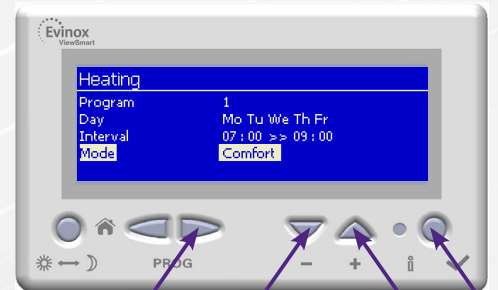 Evinox
ViewSmart
Heating
Program 1
Day Mo Tu We Th Fr
Interval 07:00 >> 09:00
Mode Comfort
PROG - + i